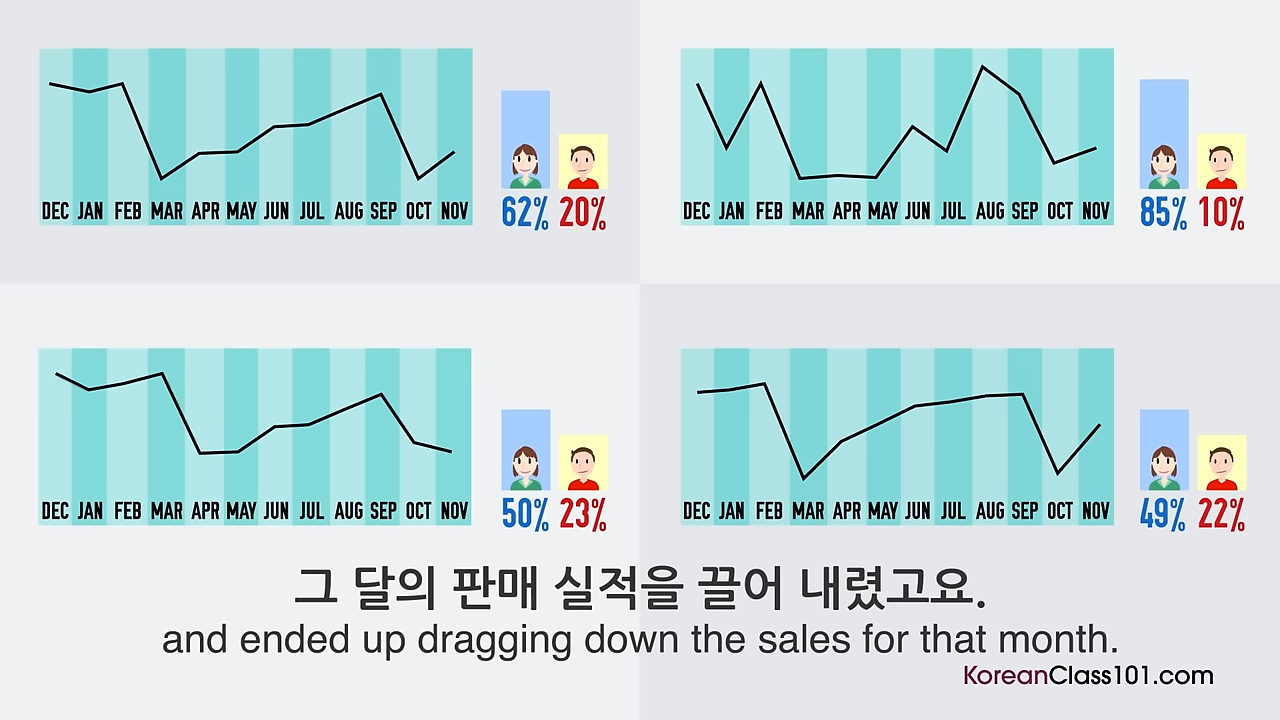 DEC JAN FEB MAR APR MAY JUN JUL AUG SEP OCT NOV
62% 20%
DEC JAN FEB MAR APR MAY JUN JUL AUG SEP OCT NOV
85% 10%
DEC JAN FEB MAR APR MAY JUN JUL AUG SEP OCT NOV
50% 23%
DEC JAN FEB MAR APR MAY JUN JUL AUG SEP OCT NOV
49% 22%
그 달의 판매 실적을 끌어 내렸고요.
and ended up dragging down the sales for that month.
KoreanClass101.com